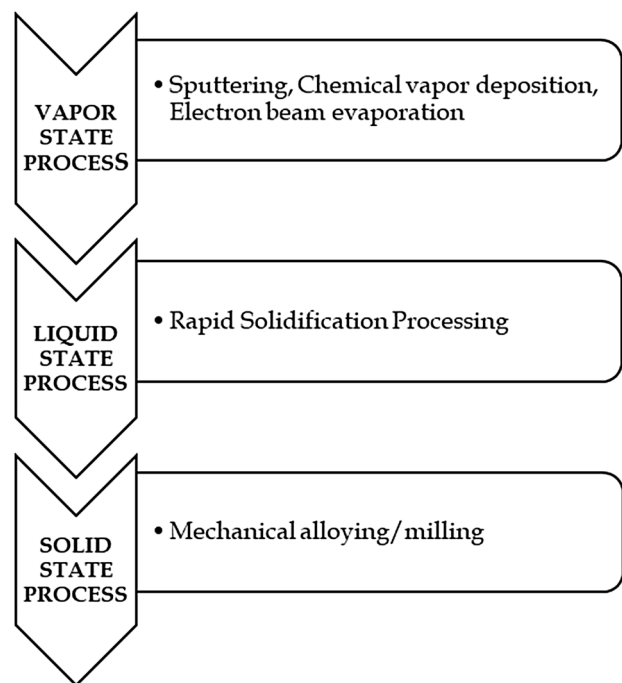 VAPOR
STATE
PROCESS
• Sputtering, Chemical vapor deposition,
Electron beam evaporation
LIQUID
STATE
PROCESS
• Rapid Solidification Processing
SOLID
STATE
PROCESS
• Mechanical alloying/milling